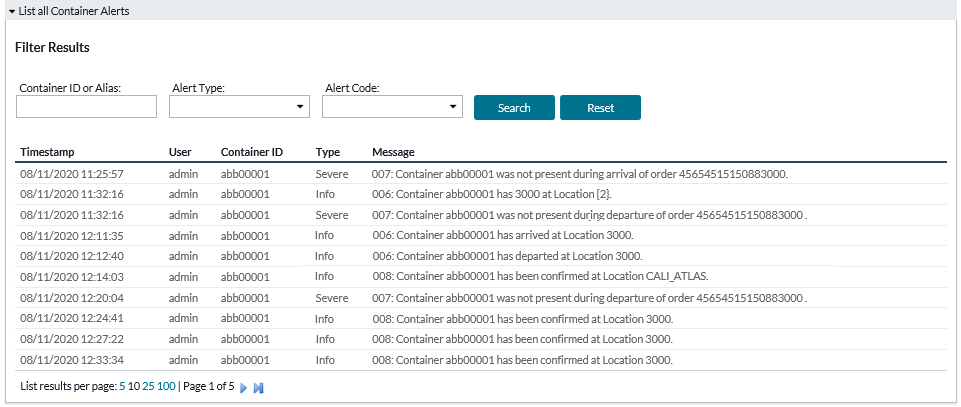 List all Container Alerts
Filter Results
Container ID or Alias: Alert Type: Alert Code:
Search Reset
Timestamp User Container ID Type Message
08/11/2020 11:25:57 admin abb00001 Severe 007: Container abb00001 was not present during arrival of order 45654515150883000.
08/11/2020 11:32:16 admin abb00001 Info 006: Container abb00001 has 3000 at Location {2}.
08/11/2020 11:32:16 admin abb00001 Severe 007: Container abb00001 was not present during departure of order 45654515150883000 .
08/11/2020 12:11:35 admin abb00001 Info 006: Container abb00001 has arrived at Location 3000.
08/11/2020 12:12:40 admin abb00001 Info 006: Container abb00001 has departed at Location 3000.
08/11/2020 12:14:03 admin abb00001 Info 008: Container abb00001 has been confirmed at Location CALI_ATLAS.
08/11/2020 12:20:04 admin abb00001 Severe 007: Container abb00001 was not present during departure of order 45654515150883000 .
08/11/2020 12:24:41 admin abb00001 Info 008: Container abb00001 has been confirmed at Location 3000.
08/11/2020 12:27:22 admin abb00001 Info 008: Container abb00001 has been confirmed at Location 3000.
08/11/2020 12:33:34 admin abb00001 Info 008: Container abb00001 has been confirmed at Location 3000.
List results per page: 5 10 25 100 | Page 1 of 5